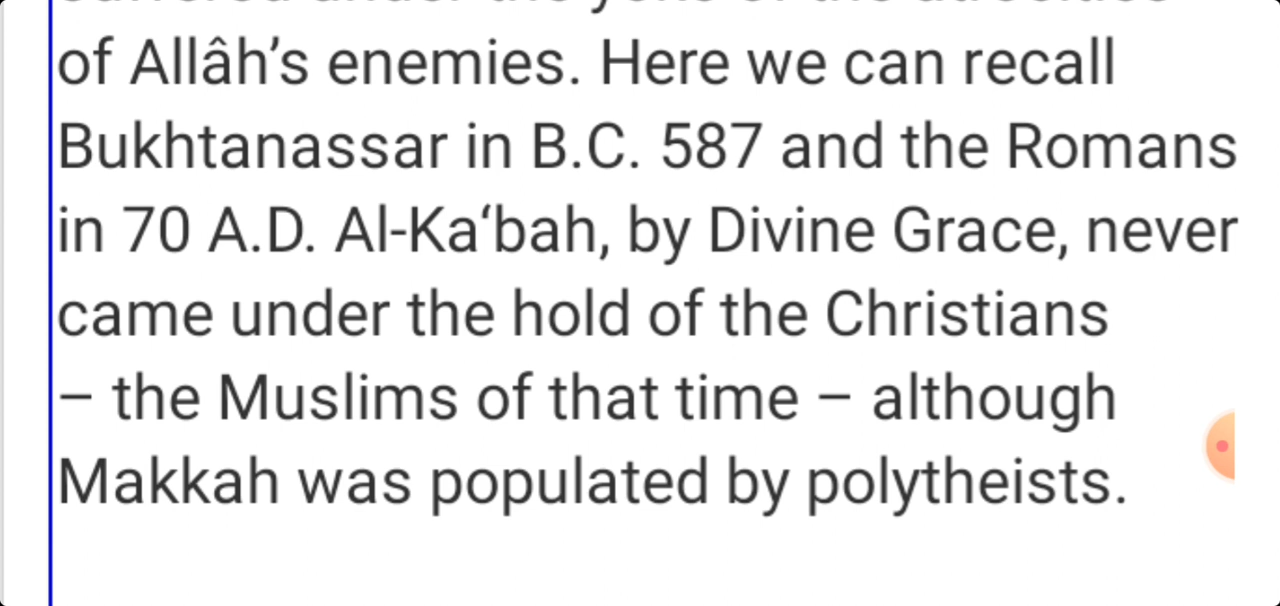 of Allâh’s enemies. Here we can recall
Bukhtanassar in B.C. 587 and the Romans
in 70 A.D. Al-Ka‘bah, by Divine Grace, never
came under the hold of the Christians
– the Muslims of that time – although
Makkah was populated by polytheists.